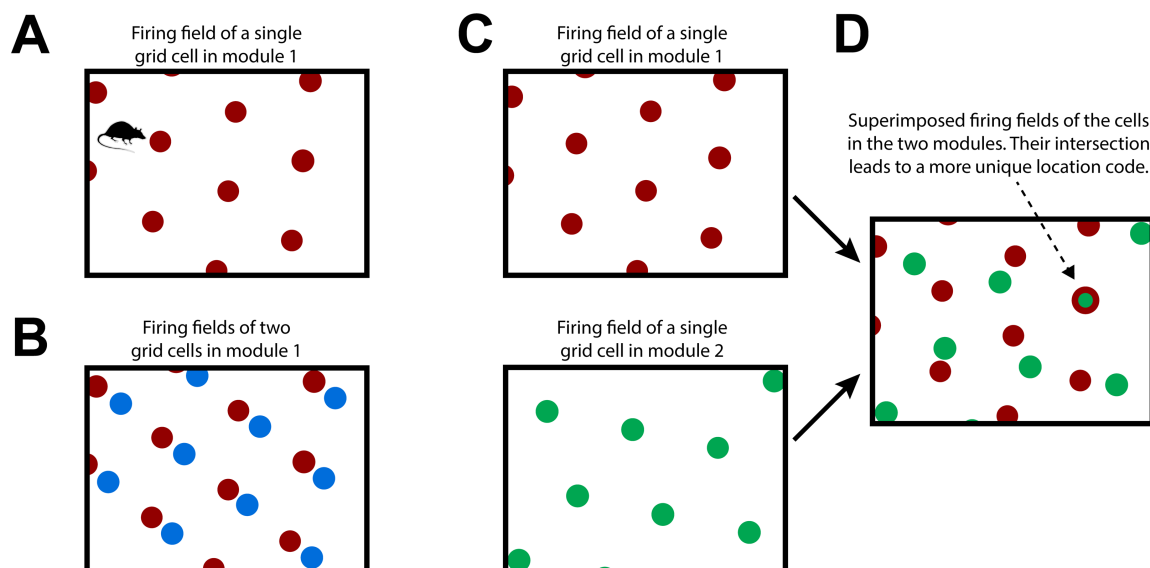 A
Firing field of a single
grid cell in module 1
B
Firing fields of two
grid cells in module 1
C
Firing field of a single
grid cell in module 1
Firing field of a single
grid cell in module 2
D
Superimposed firing fields of the cells
in the two modules. Their intersection
leads to a more unique location code.